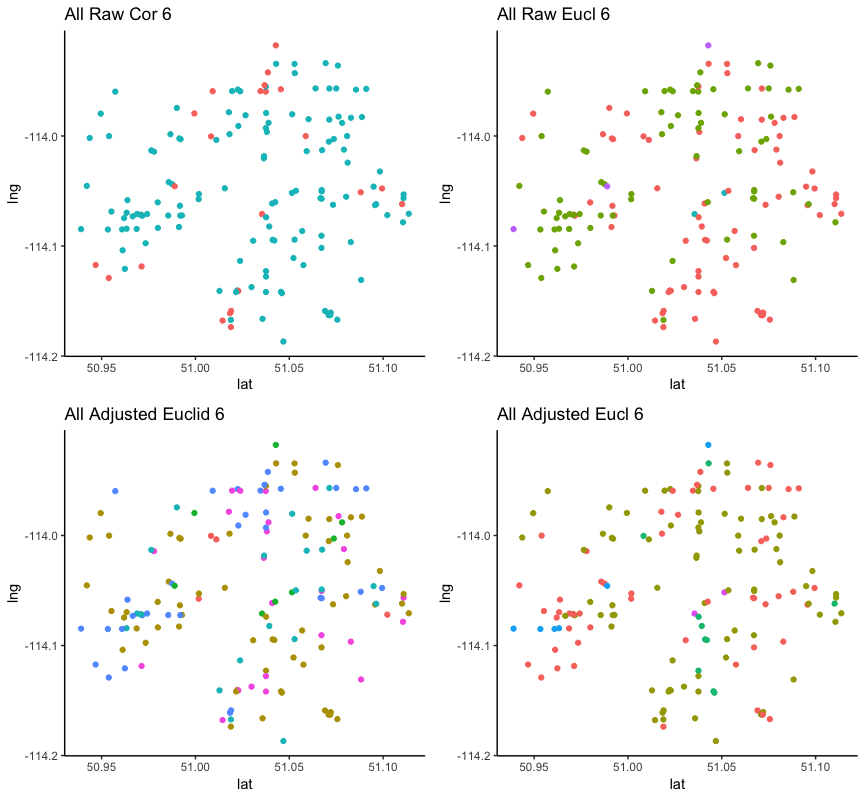 All Raw Cor 6
-114.0
-114.1
-114.2
lng
50.95 51.00 51.05 51.10
lat
All Raw Eucl 6
-114.0
-114.1
-114.2
lng
50.95 51.00 51.05 51.10
lat
All Adjusted Euclid 6
-114.0
-114.1
-114.2
lng
50.95 51.00 51.05 51.10
lat
All Adjusted Eucl 6
-114.0
-114.1
-114.2
lng
50.95 51.00 51.05 51.10
lat